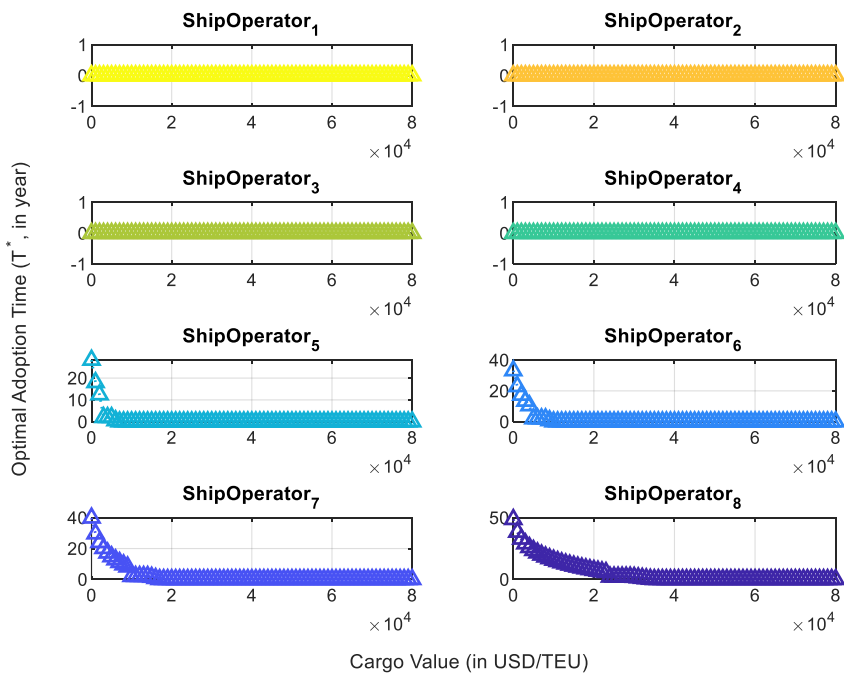 ShipOperator1
1
0
-1
0 2 4 6 8
×10^4
ShipOperator2
1
0
-1
0 2 4 6 8
×10^4
ShipOperator3
1
0
-1
0 2 4 6 8
×10^4
ShipOperator4
1
0
-1
0 2 4 6 8
×10^4
ShipOperator5
20
10
0
0 2 4 6 8
×10^4
ShipOperator6
40
20
0
0 2 4 6 8
×10^4
ShipOperator7
40
20
0
0 2 4 6 8
×10^4
ShipOperator8
50
0
0 2 4 6 8
×10^4
Optimal Adoption Time (T*, in year)
Cargo Value (in USD/TEU)